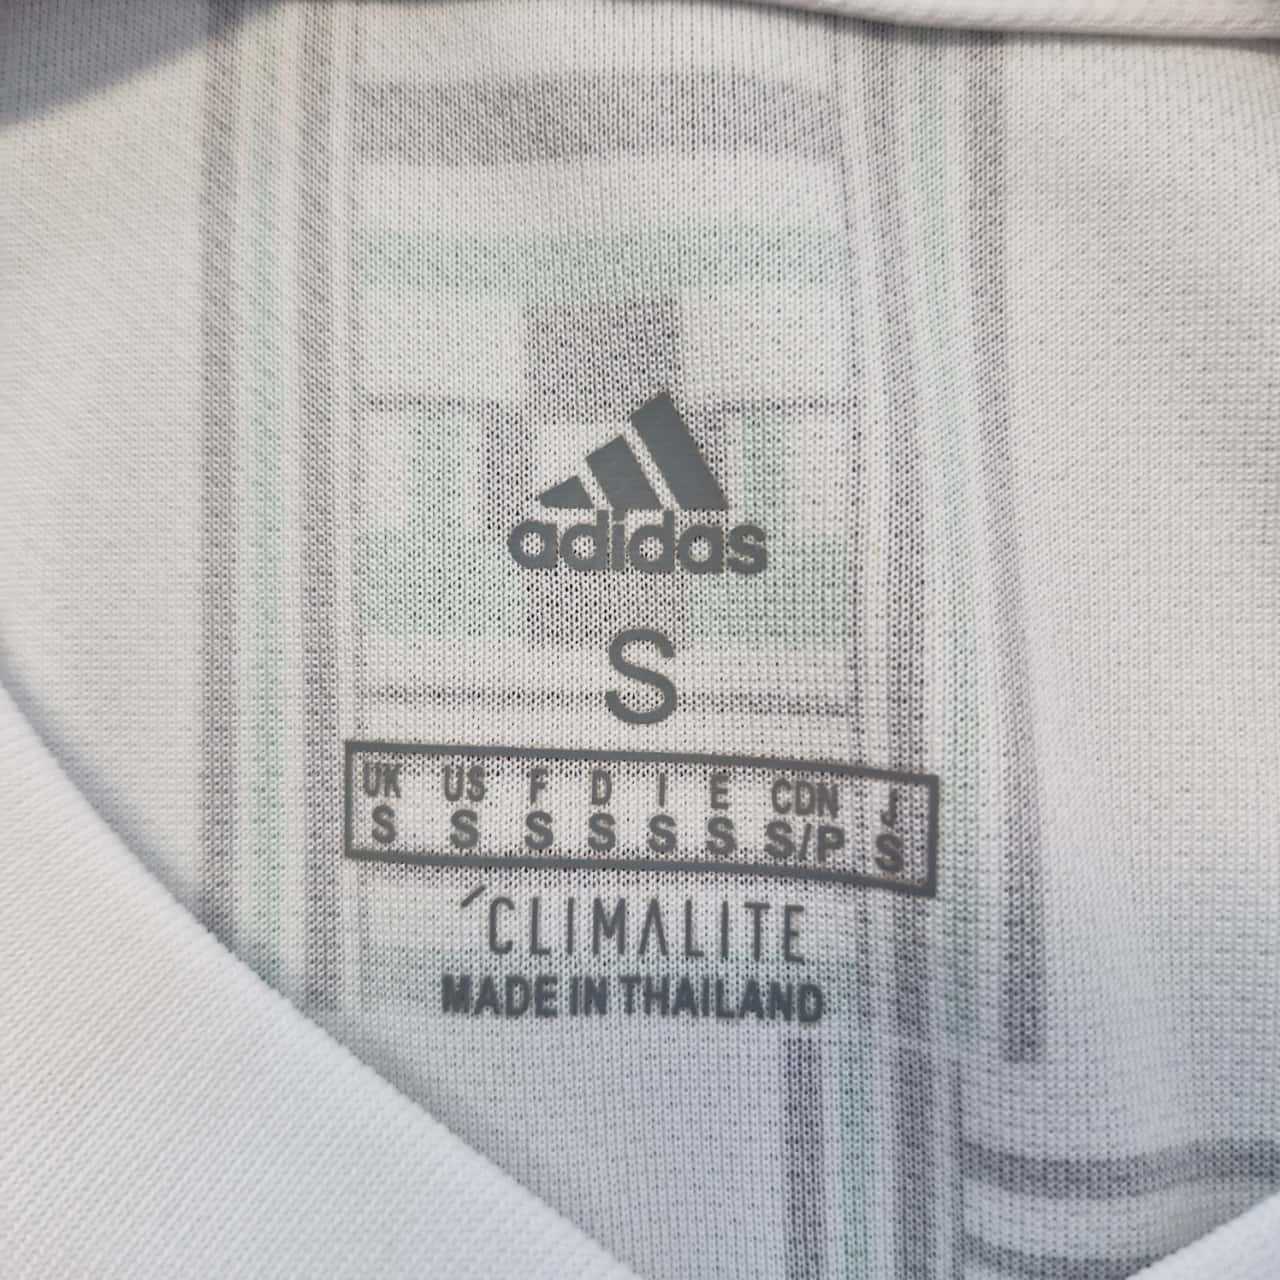 adidas
S
UK US F D I E CDN J
S S S S S S S/P S
CLIMALITE
MADE IN THAILAND